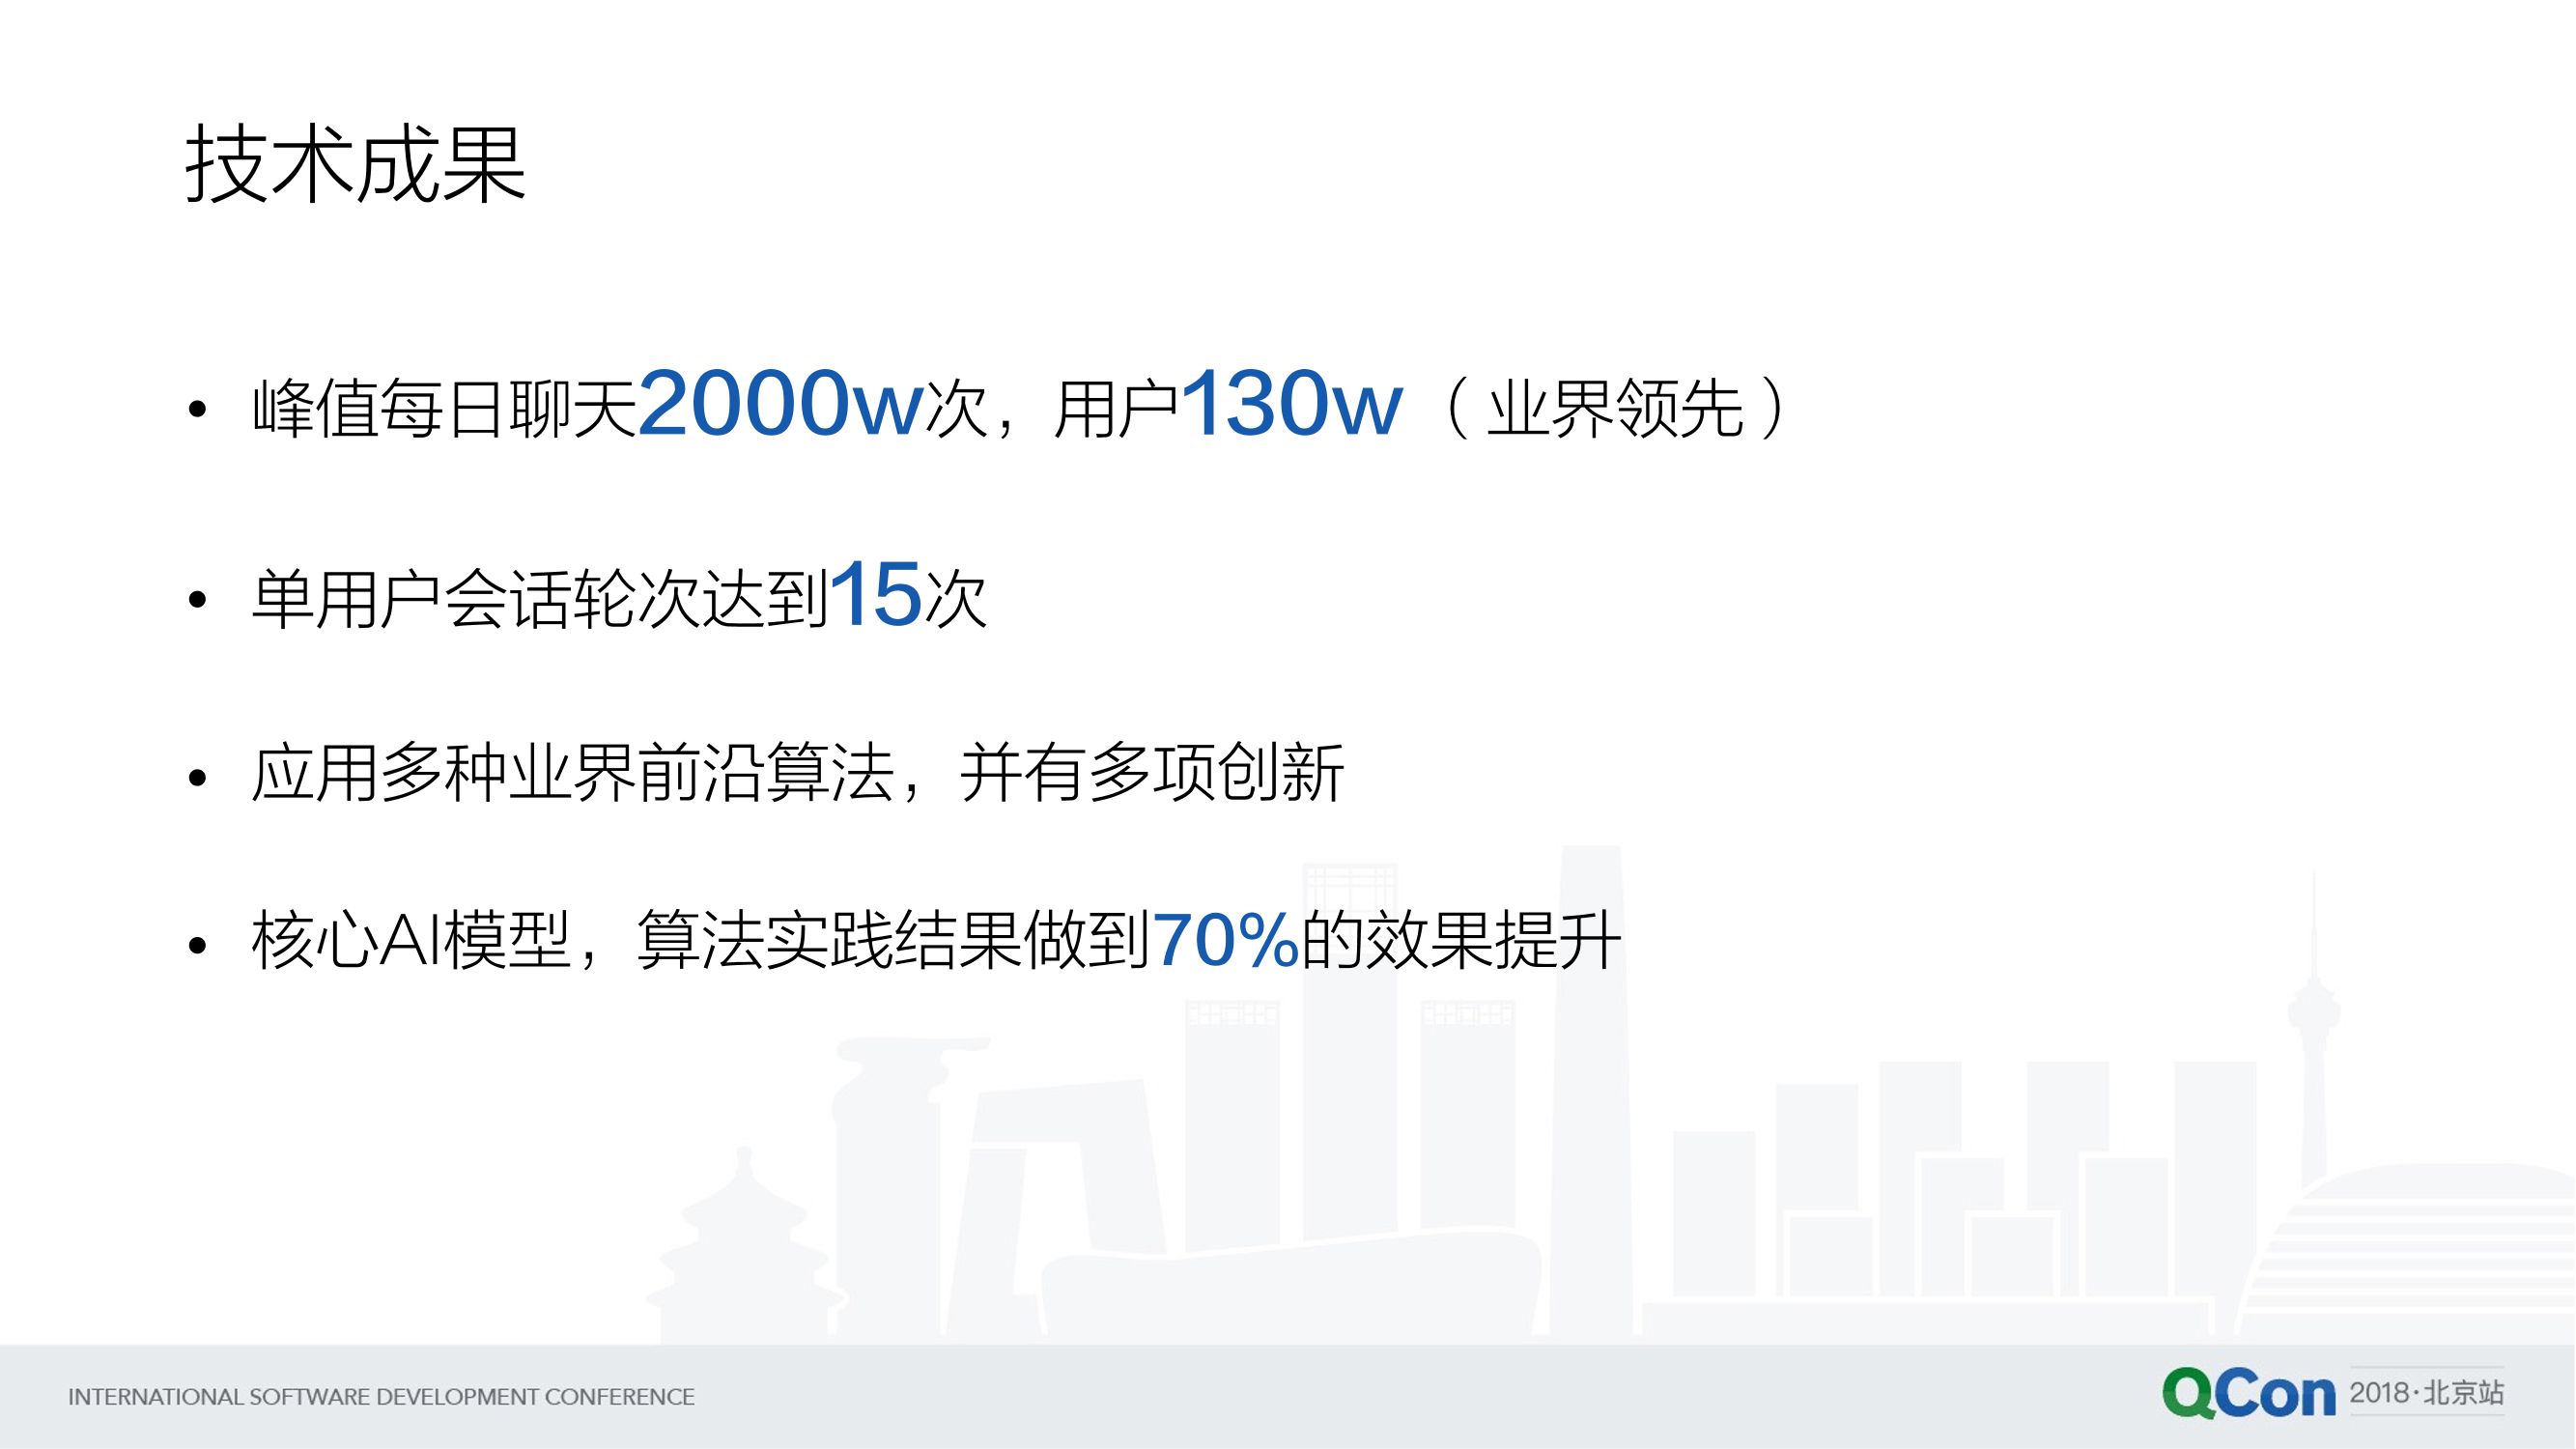 技术成果
• 峰值每日聊天2000w次，用户130w（业界领先）
• 单用户会话轮次达到15次
• 应用多种业界前沿算法，并有多项创新
• 核心AI模型，算法实践结果做到70%的效果提升
INTERNATIONAL SOFTWARE DEVELOPMENT CONFERENCE
QCon 2018·北京站